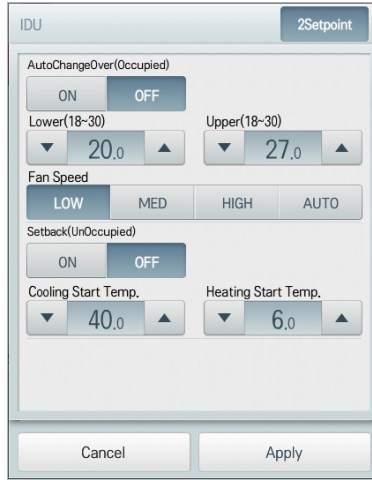 IDU 2Setpoint
AutoChangeOver(Occupied)
ON OFF
Lower(18~30) Upper(18~30)
▼ 20.0 ▲ ▼ 27.0 ▲
Fan Speed
LOW MED HIGH AUTO
Setback(UnOccupied)
ON OFF
Cooling Start Temp. Heating Start Temp.
▼ 40.0 ▲ ▼ 6.0 ▲
Cancel Apply